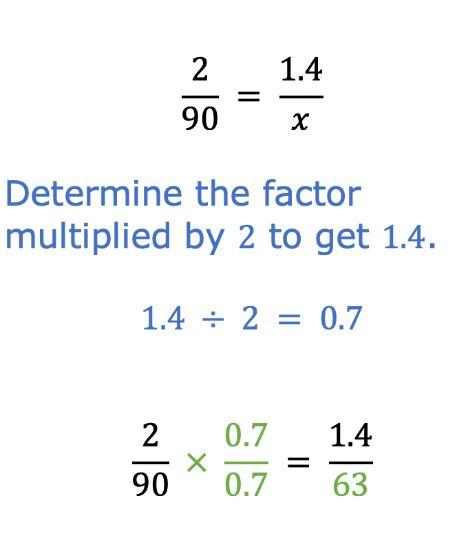 2/90 = 1.4/x
Determine the factor
multiplied by 2 to get 1.4.
1.4 ÷ 2 = 0.7
2/90 × 0.7/0.7 = 1.4/63